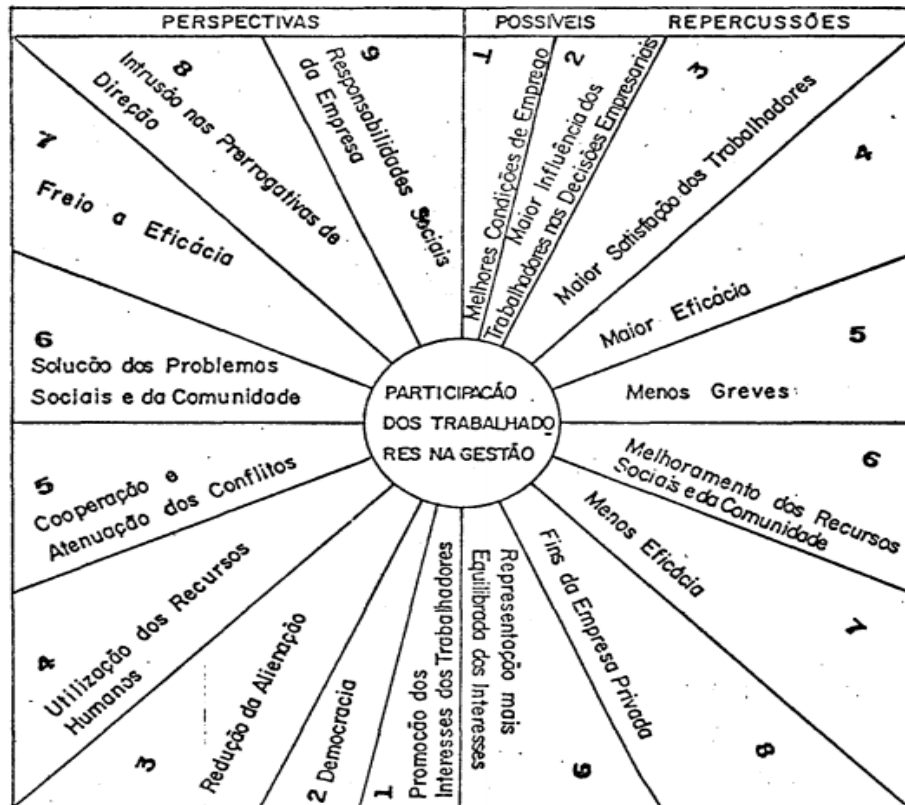 PERSPECTIVAS
POSSÍVEIS REPERCUSSÕES
1
Promoção dos
Interesses dos Trabalhadores
2 Democracia
3
Redução da Alienação
4
Utilização dos Recursos
Humanos
5
Cooperação e
Atenuação dos Conflitos
6
Solucão dos Problemas
Sociais e da Comunidade
7
Freio a Eficácia
8
Intrusão nas Prerrogativas de
Direção
9
Responsabilidades Sociais
da Empresa
1
Melhores Condições de Emprego
2
Maior Influência dos
Trabalhadores nas Decisões Empresariais
3
Maior Satisfação dos Trabalhadores
4
Maior Eficácia
5
Menos Greves
6
Melhoramento dos Recursos
Sociais e da Comunidade
7
Menos Eficácia
8
Fins da Empresa Privada
9
Representação mais
Equilibrada dos Interesses
PARTICIPACÃO
DOS TRABALHADO
RES NA GESTÃO